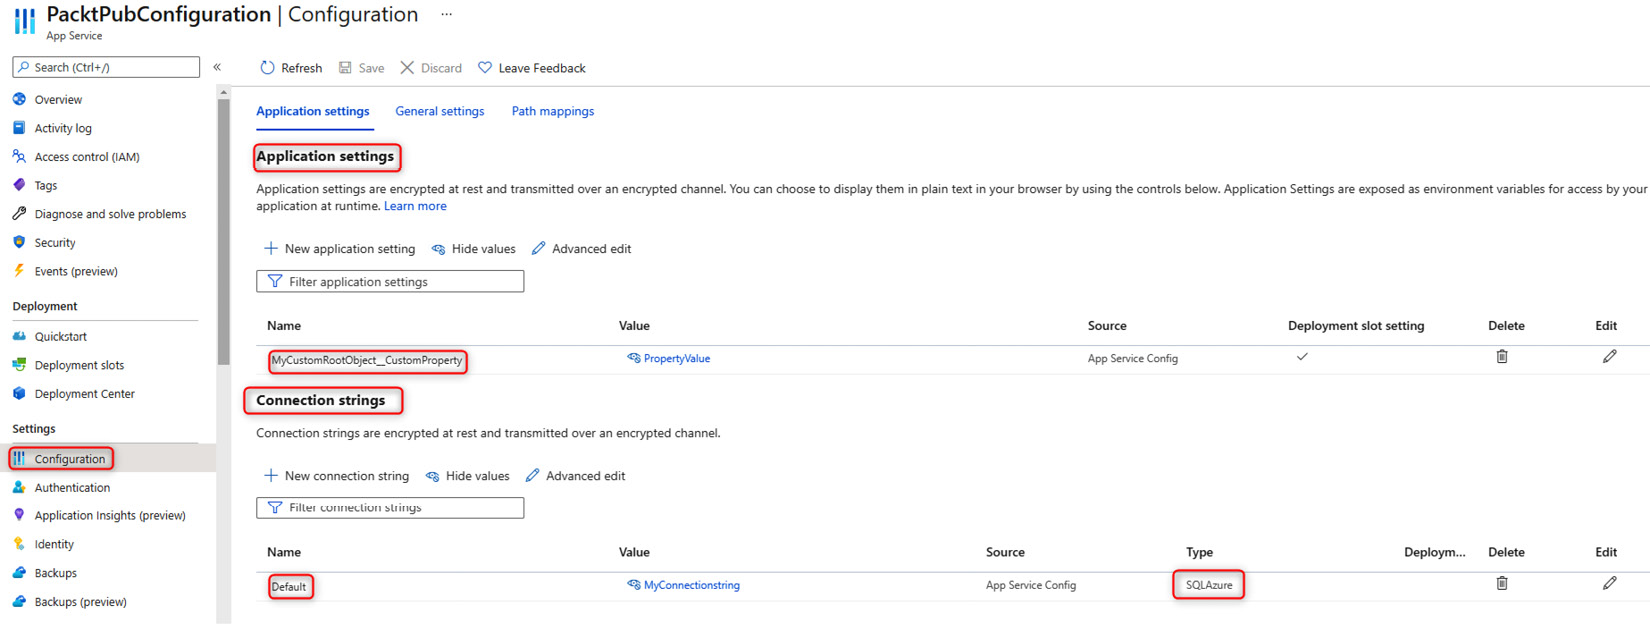 PacktPubConfiguration | Configuration ...
App Service
Search (Ctrl+/) «
Refresh Save Discard Leave Feedback
Overview
Activity log
Access control (IAM)
Tags
Diagnose and solve problems
Security
Events (preview)
Deployment
Quickstart
Deployment slots
Deployment Center
Settings
Configuration
Authentication
Application Insights (preview)
Identity
Backups
Backups (preview)
Application settings General settings Path mappings
Application settings
Application settings are encrypted at rest and transmitted over an encrypted channel. You can choose to display them in plain text in your browser by using the controls below. Application Settings are exposed as environment variables for access by your
application at runtime. Learn more
New application setting Hide values Advanced edit
Filter application settings
Name Value Source Deployment slot setting Delete Edit
MyCustomRootObject__CustomProperty PropertyValue App Service Config
Connection strings
Connection strings are encrypted at rest and transmitted over an encrypted channel.
New connection string Hide values Advanced edit
Filter connection strings
Name Value Source Type Deploym... Delete Edit
Default MyConnectionstring App Service Config SQLAzure